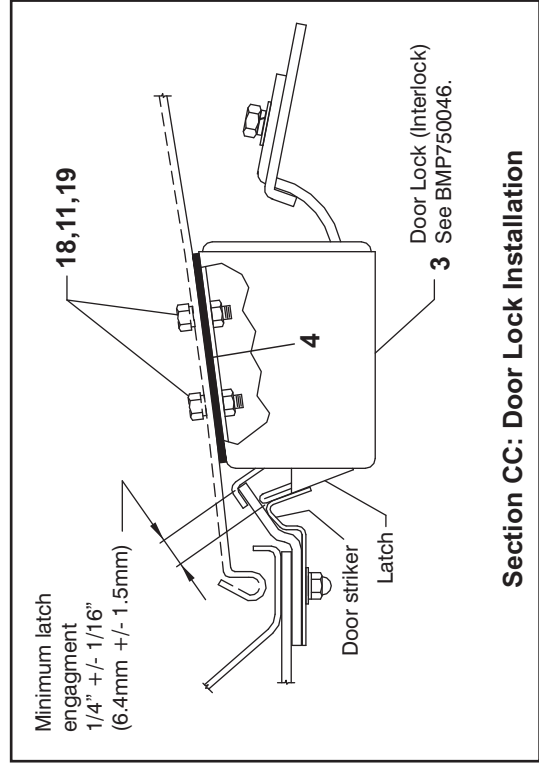 Minimum latch
engagment
1/4” +/- 1/16”
(6.4mm +/- 1.5mm)
18,11,19
4
Door striker
Latch
3 Door Lock (Interlock)
See BMP750046.
Section CC: Door Lock Installation